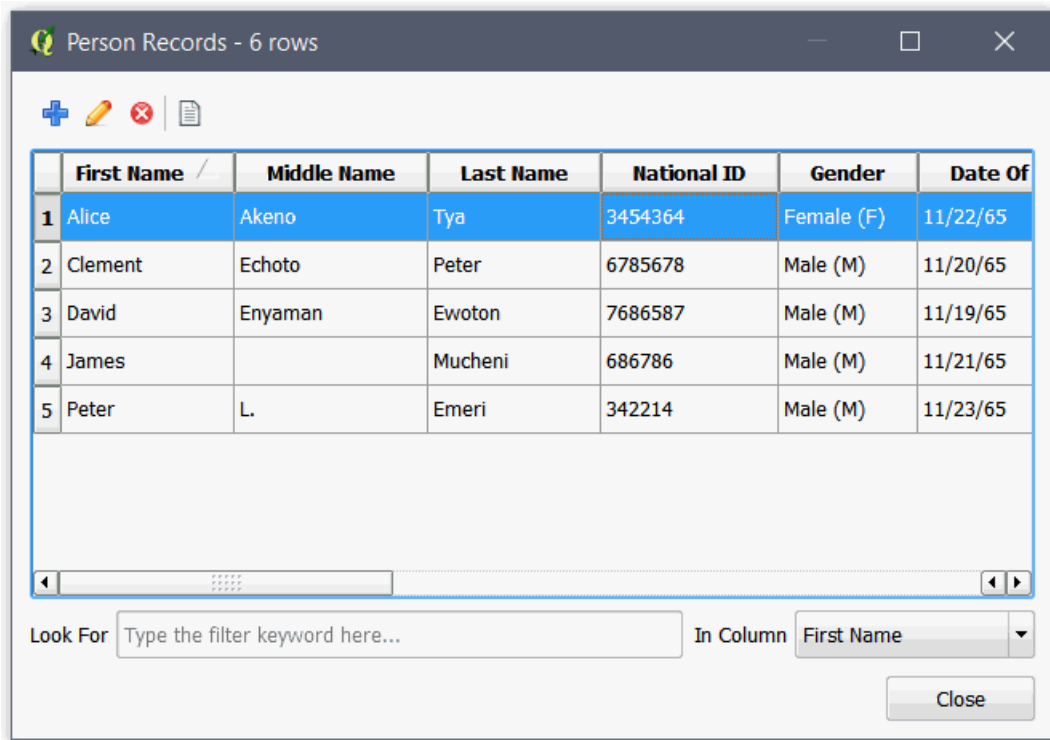 Person Records - 6 rows
First Name Middle Name Last Name National ID Gender Date Of
1 Alice Akeno Tya 3454364 Female (F) 11/22/65
2 Clement Echoto Peter 6785678 Male (M) 11/20/65
3 David Enyaman Ewoton 7686587 Male (M) 11/19/65
4 James Mucheni 686786 Male (M) 11/21/65
5 Peter L. Emeri 342214 Male (M) 11/23/65
Look For Type the filter keyword here... In Column First Name
Close